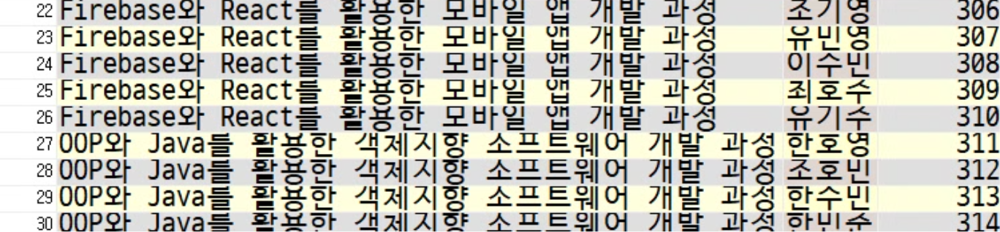 22 Firebase와 React를 활용한 모바일 앱 개발 과정 조기영 306
23 Firebase와 React를 활용한 모바일 앱 개발 과정 유민영 307
24 Firebase와 React를 활용한 모바일 앱 개발 과정 이수민 308
25 Firebase와 React를 활용한 모바일 앱 개발 과정 최호주 309
26 Firebase와 React를 활용한 모바일 앱 개발 과정 유기주 310
27 OOP와 Java를 활용한 객제지향 소프트웨어 개발 과정 한호영 311
28 OOP와 Java를 활용한 객제지향 소프트웨어 개발 과정 조호민 312
29 OOP와 Java를 활용한 객제지향 소프트웨어 개발 과정 한수민 313
30 OOP와 Java를 활용한 객제지향 소프트웨어 개발 과정 한민준 314